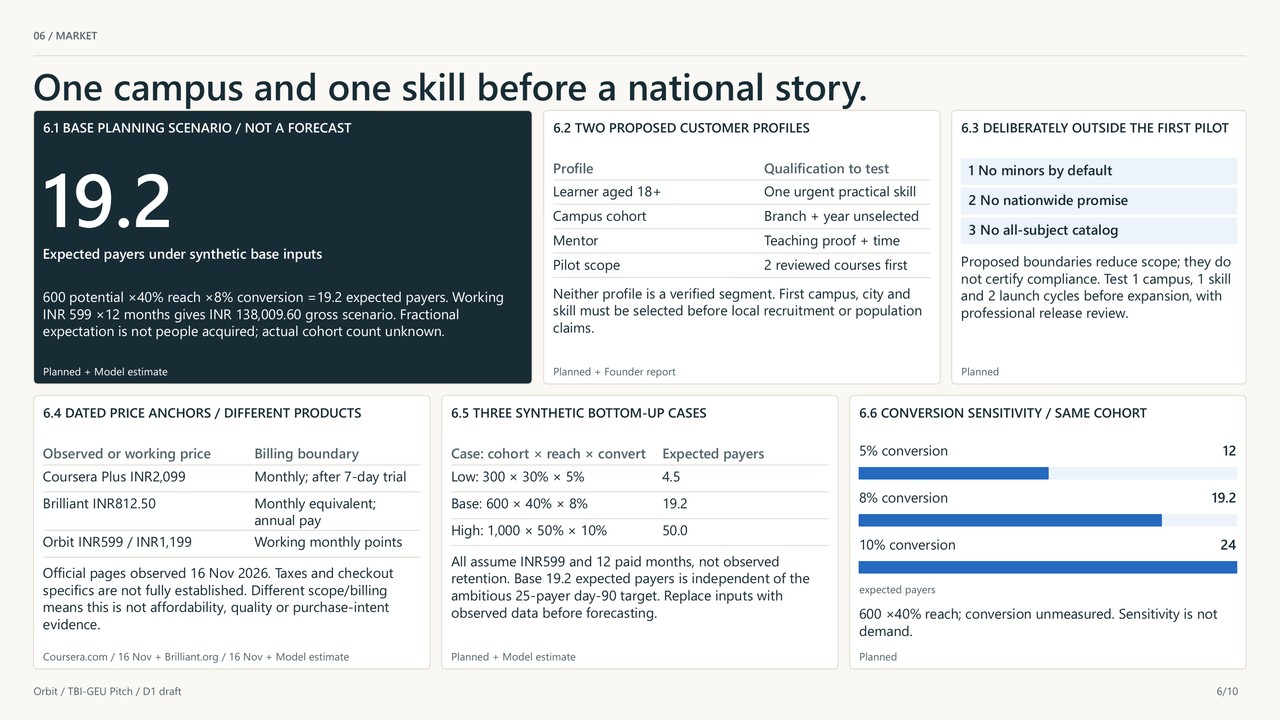 06 / MARKET
One campus and one skill before a national story.
6.1 BASE PLANNING SCENARIO / NOT A FORECAST
19.2
Expected payers under synthetic base inputs
600 potential ×40% reach ×8% conversion =19.2 expected payers. Working
INR 599 ×12 months gives INR 138,009.60 gross scenario. Fractional
expectation is not people acquired; actual cohort count unknown.
Planned + Model estimate
6.2 TWO PROPOSED CUSTOMER PROFILES
Profile Qualification to test
Learner aged 18+ One urgent practical skill
Campus cohort Branch + year unselected
Mentor Teaching proof + time
Pilot scope 2 reviewed courses first
Neither profile is a verified segment. First campus, city and
skill must be selected before local recruitment or population
claims.
Planned + Founder report
6.3 DELIBERATELY OUTSIDE THE FIRST PILOT
1 No minors by default
2 No nationwide promise
3 No all-subject catalog
Proposed boundaries reduce scope; they do
not certify compliance. Test 1 campus, 1 skill
and 2 launch cycles before expansion, with
professional release review.
Planned
6.4 DATED PRICE ANCHORS / DIFFERENT PRODUCTS
Observed or working price Billing boundary
Coursera Plus INR2,099 Monthly; after 7-day trial
Brilliant INR812.50 Monthly equivalent;
annual pay
Orbit INR599 / INR1,199 Working monthly points
Official pages observed 16 Nov 2026. Taxes and checkout
specifics are not fully established. Different scope/billing
means this is not affordability, quality or purchase-intent
evidence.
Coursera.com / 16 Nov + Brilliant.org / 16 Nov + Model estimate
6.5 THREE SYNTHETIC BOTTOM-UP CASES
Case: cohort × reach × convert Expected payers
Low: 300 × 30% × 5% 4.5
Base: 600 × 40% × 8% 19.2
High: 1,000 × 50% × 10% 50.0
All assume INR599 and 12 paid months, not observed
retention. Base 19.2 expected payers is independent of the
ambitious 25-payer day-90 target. Replace inputs with
observed data before forecasting.
Planned + Model estimate
6.6 CONVERSION SENSITIVITY / SAME COHORT
5% conversion 12
8% conversion 19.2
10% conversion 24
expected payers
600 ×40% reach; conversion unmeasured. Sensitivity is not
demand.
Planned
Orbit / TBI-GEU Pitch / D1 draft
6/10